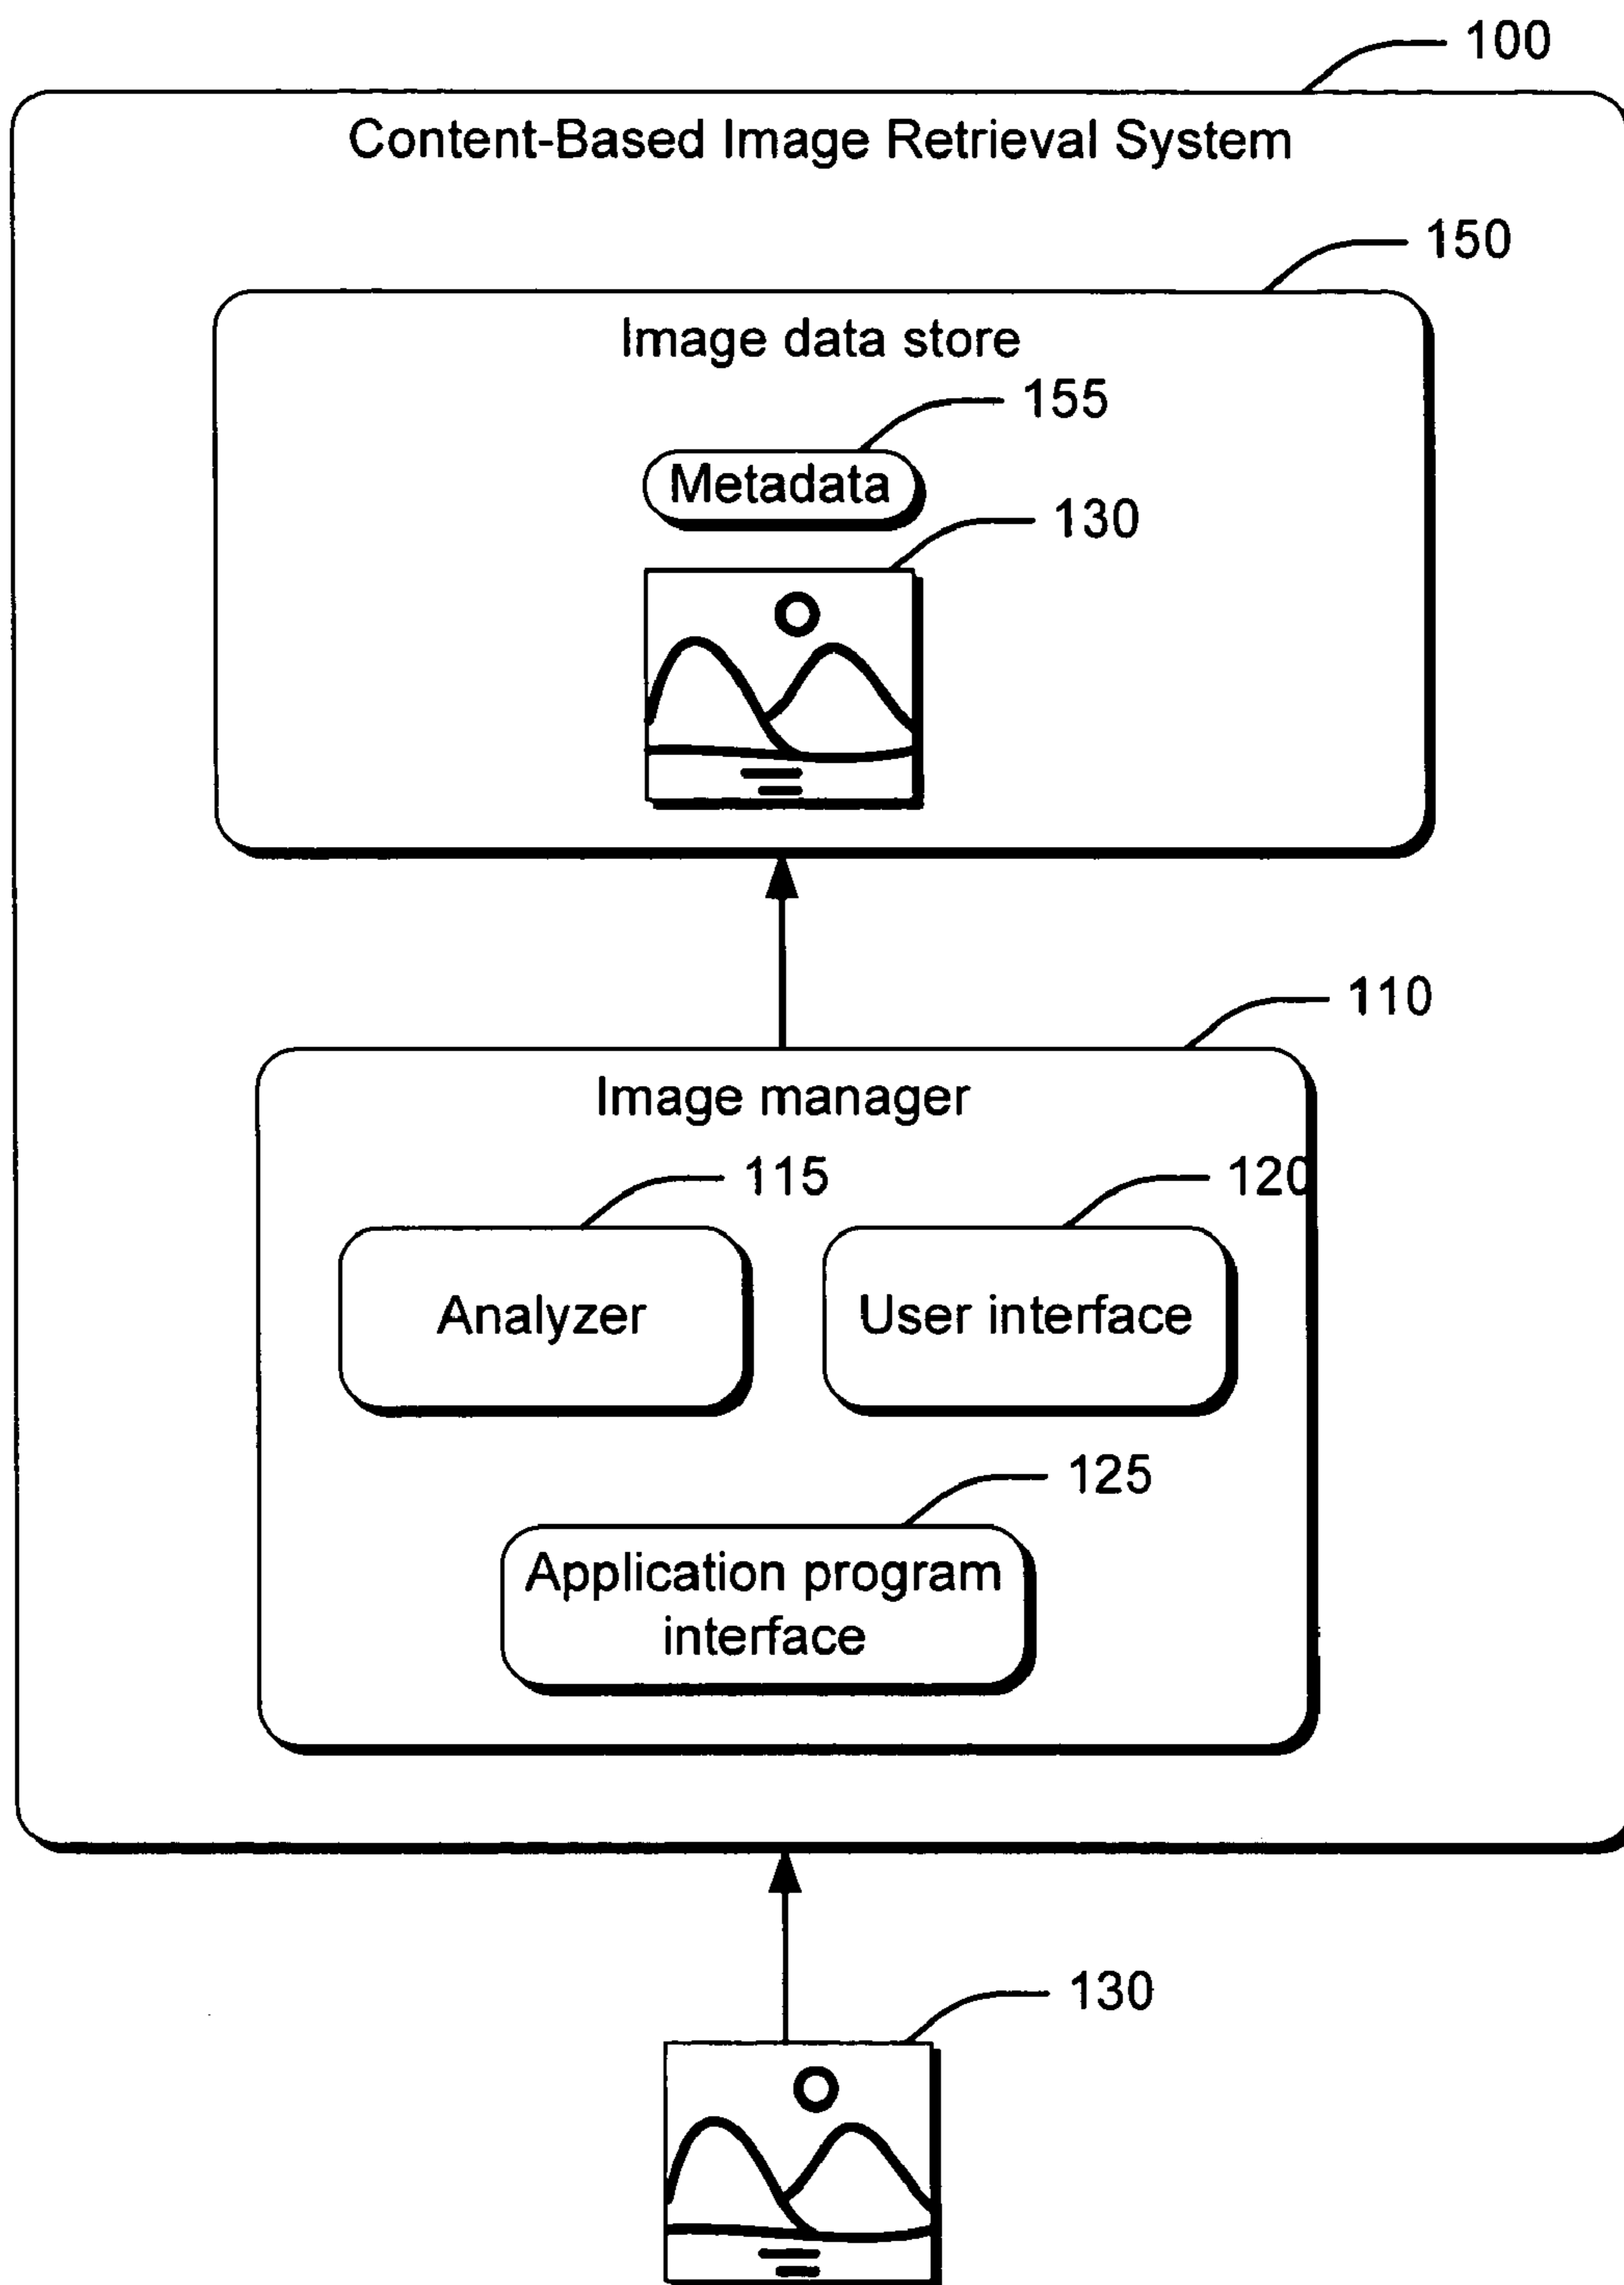 100
Content-Based Image Retrieval System
150
Image data store
155
Metadata
130
110
Image manager
115
120
Analyzer
User interface
125
Application program
interface
130